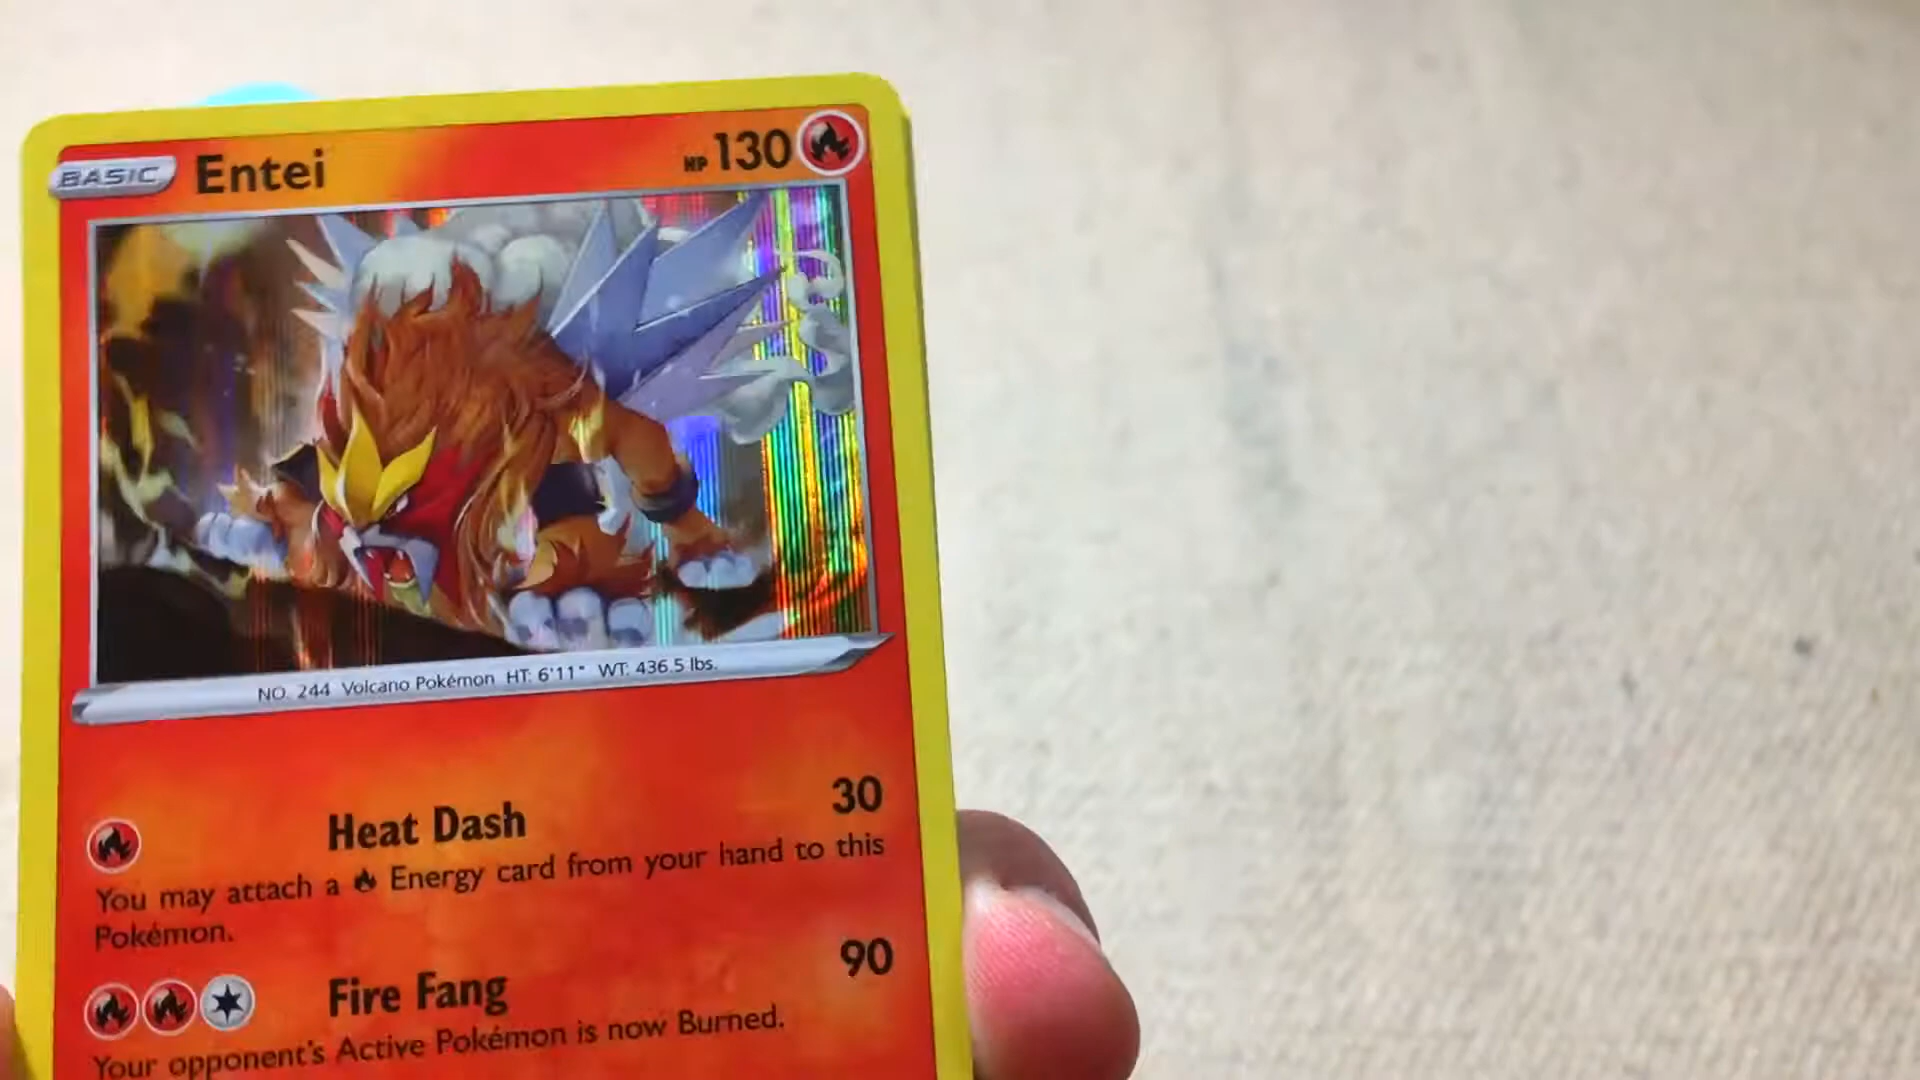 BASIC Entei HP 130
NO. 244 Volcano Pokémon HT: 6'11" WT: 436.5 lbs.
Heat Dash 30
You may attach a Energy card from your hand to this
Pokémon.
Fire Fang 90
Your opponent's Active Pokémon is now Burned.